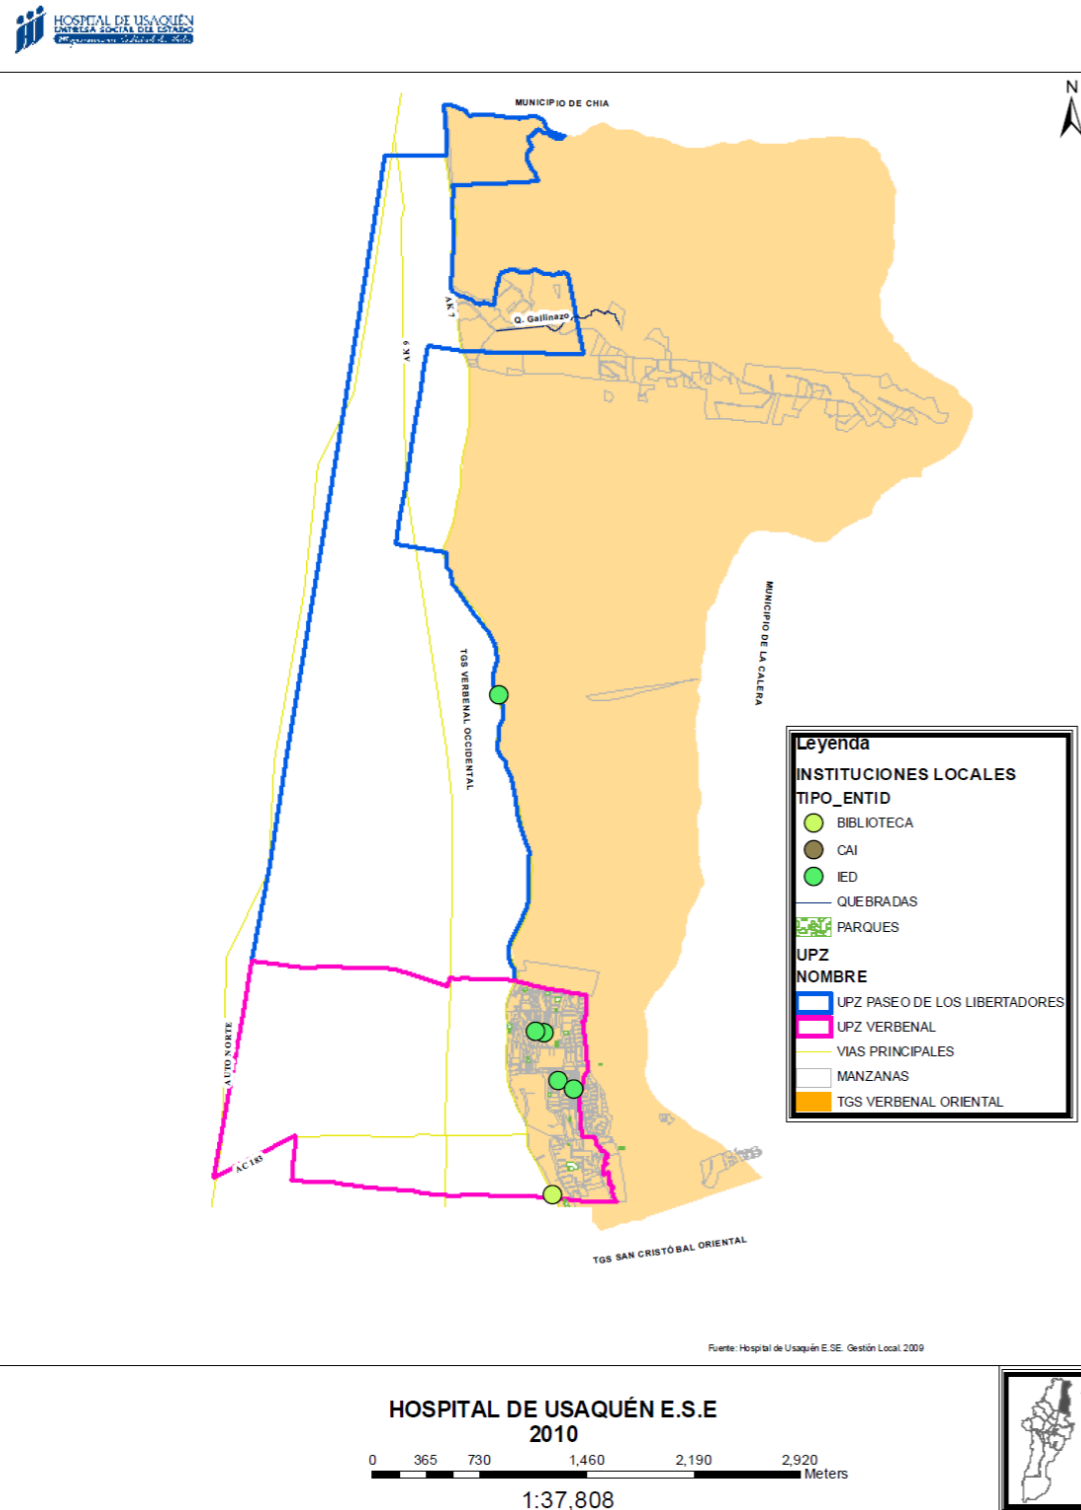 HOSPITAL DE USAQUÉN
EMPRESA SOCIAL DEL ESTADO
N
MUNICIPIO DE CHIA
AK 7
Q. Gallinazo
AK 9
MUNICIPIO DE LA CALERA
TGS VERBENAL OCCIDENTAL
Leyenda
INSTITUCIONES LOCALES
TIPO_ENTID
BIBLIOTECA
CAI
IED
QUEBRADAS
PARQUES
UPZ
NOMBRE
UPZ PASEO DE LOS LIBERTADORES
UPZ VERBENAL
VIAS PRINCIPALES
MANZANAS
TGS VERBENAL ORIENTAL
AUTO NORTE
AC 183
TGS SAN CRISTÓBAL ORIENTAL
Fuente: Hospital de Usaquén E.SE. Gestión Local. 2009
HOSPITAL DE USAQUÉN E.S.E
2010
0 365 730 1,460 2,190 2,920
Meters
1:37,808